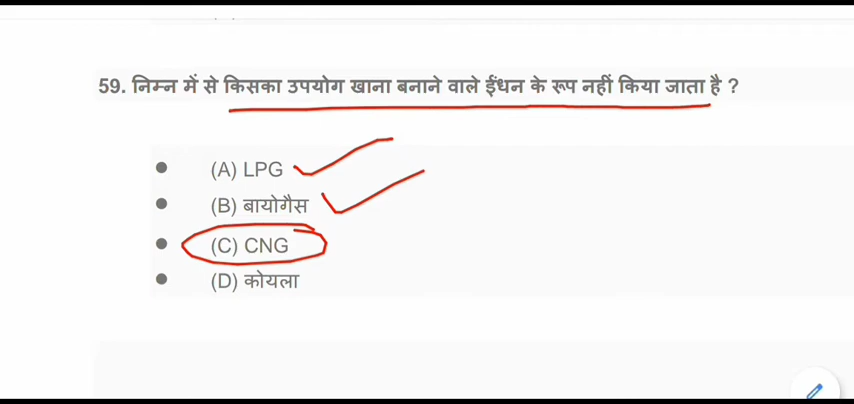 59. निम्न में से किसका उपयोग खाना बनाने वाले ईंधन के रूप नहीं किया जाता है ?
(A) LPG
(B) बायोगैस
(C) CNG
(D) कोयला